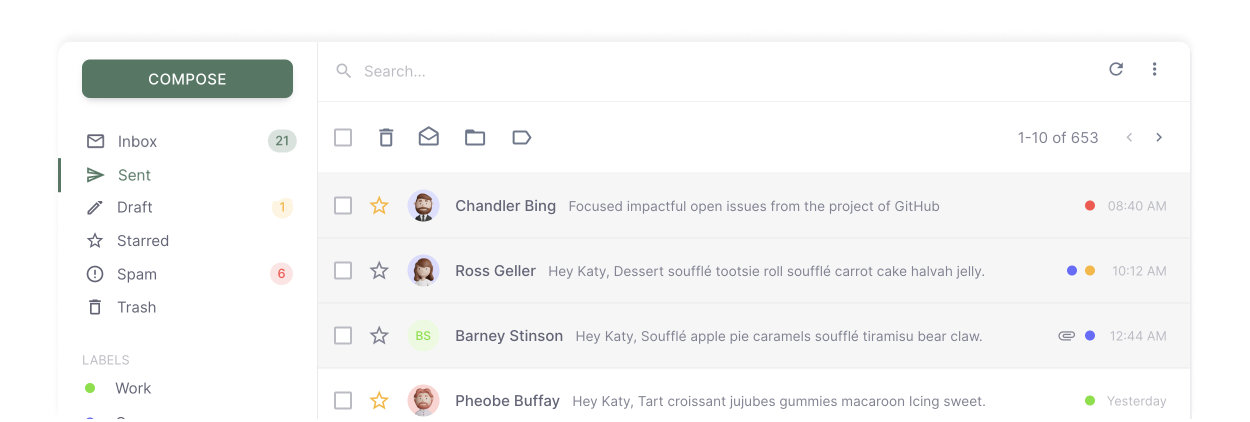 COMPOSE
Search...
Inbox 21
Sent
Draft 1
Starred
Spam 6
Trash
LABELS
Work
1-10 of 653
Chandler Bing Focused impactful open issues from the project of GitHub 08:40 AM
Ross Geller Hey Katy, Dessert soufflé tootsie roll soufflé carrot cake halvah jelly. 10:12 AM
BS Barney Stinson Hey Katy, Soufflé apple pie caramels soufflé tiramisu bear claw. 12:44 AM
Pheobe Buffay Hey Katy, Tart croissant jujubes gummies macaroon Icing sweet. Yesterday